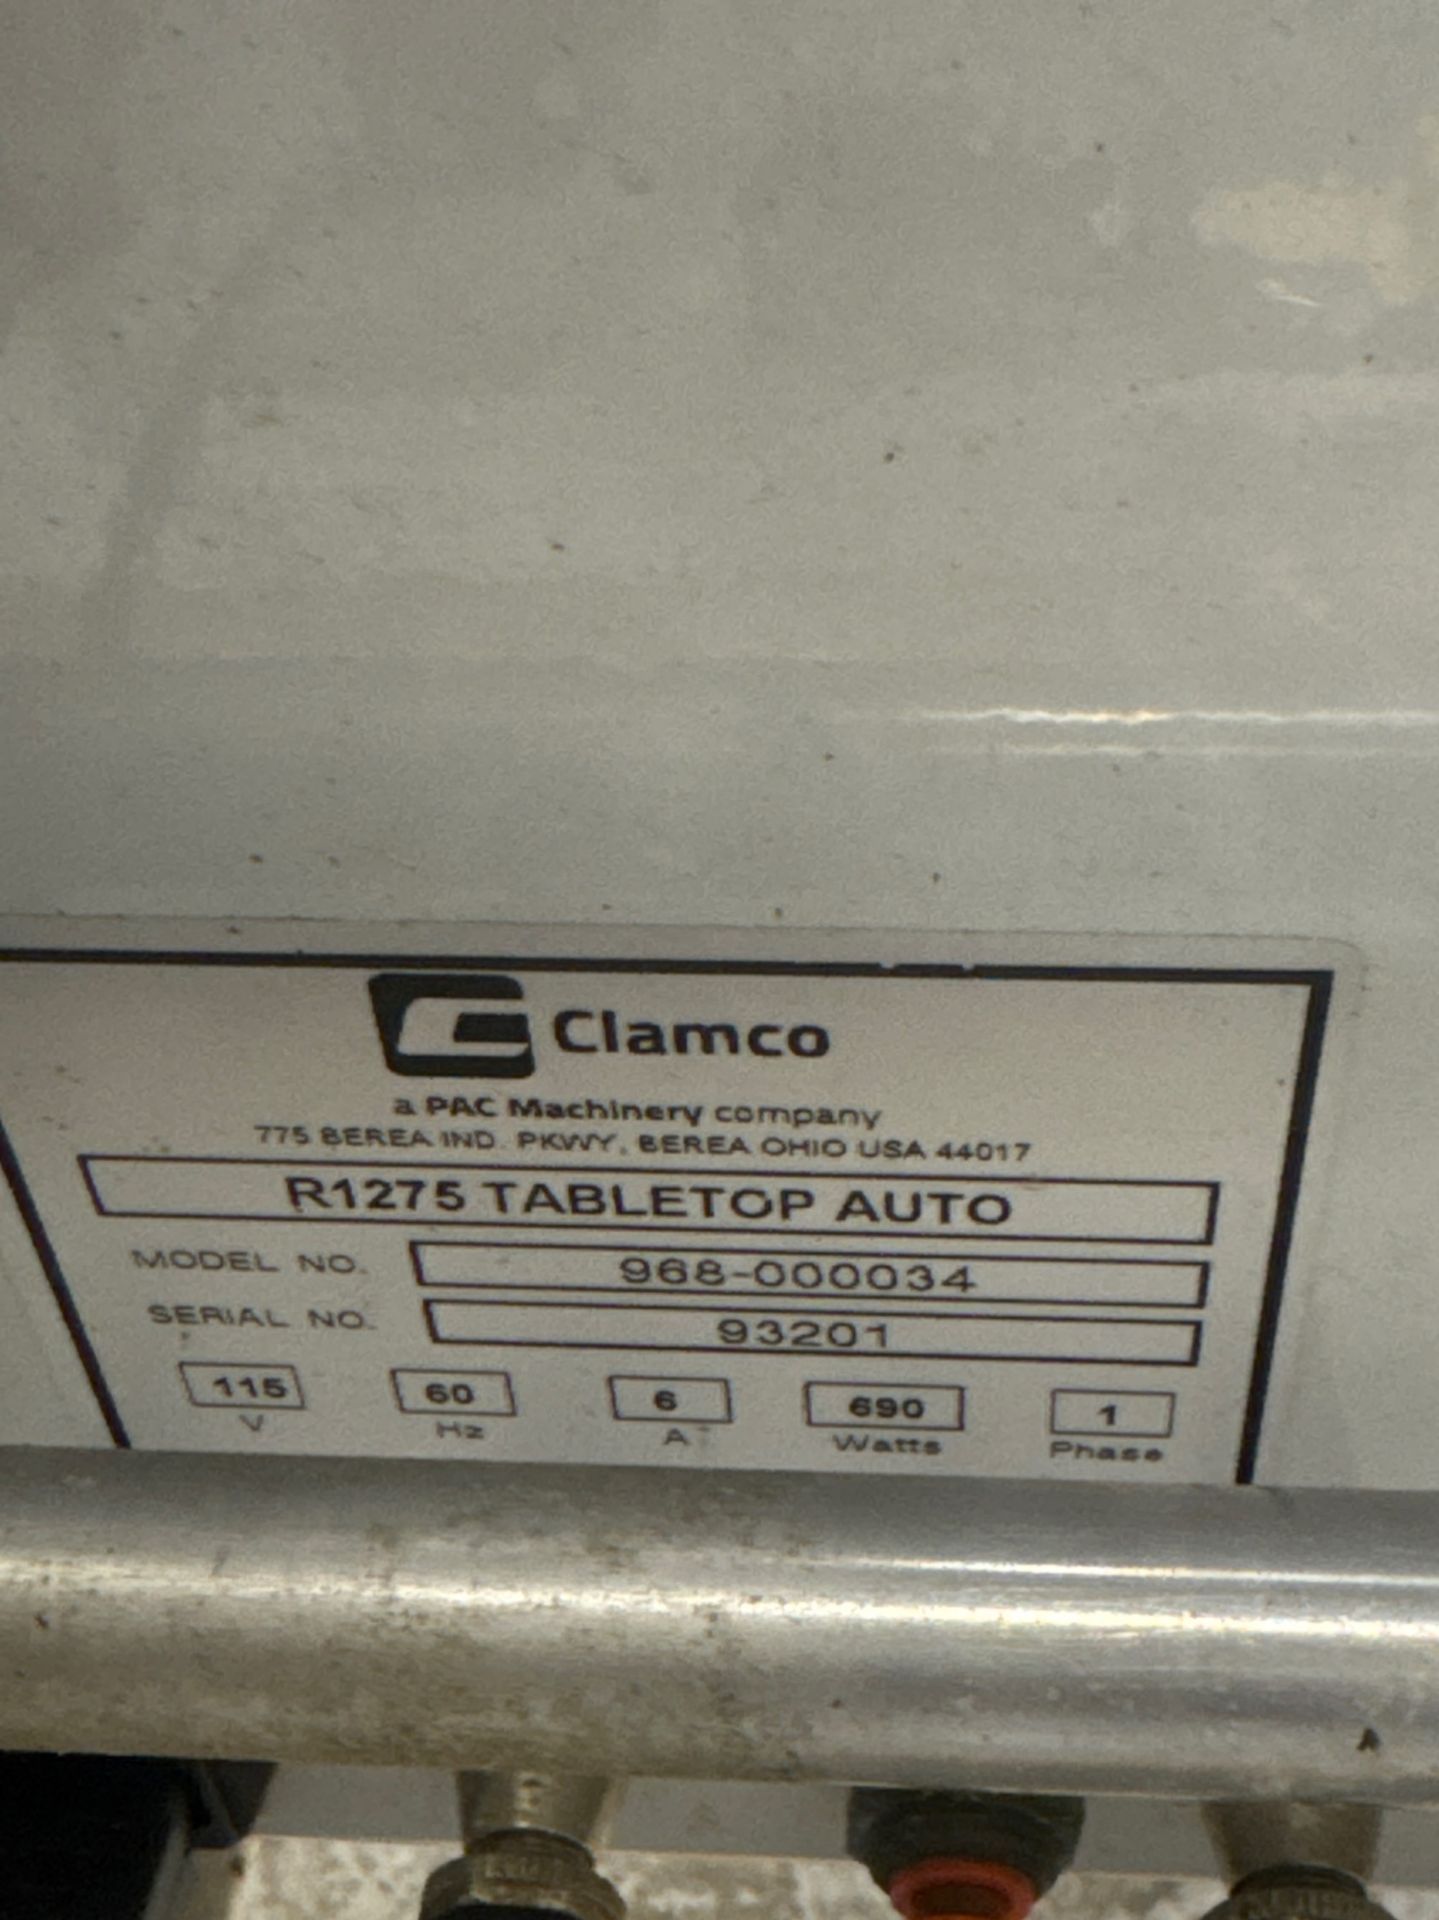 Clamco
a PAC Machinery company
775 BEREA IND. PKWY, BEREA OHIO USA 44017
R1275 TABLETOP AUTO
MODEL NO. 968-000034
SERIAL NO. 93201
115 60 6 690 1
V Hz A Watts Phase